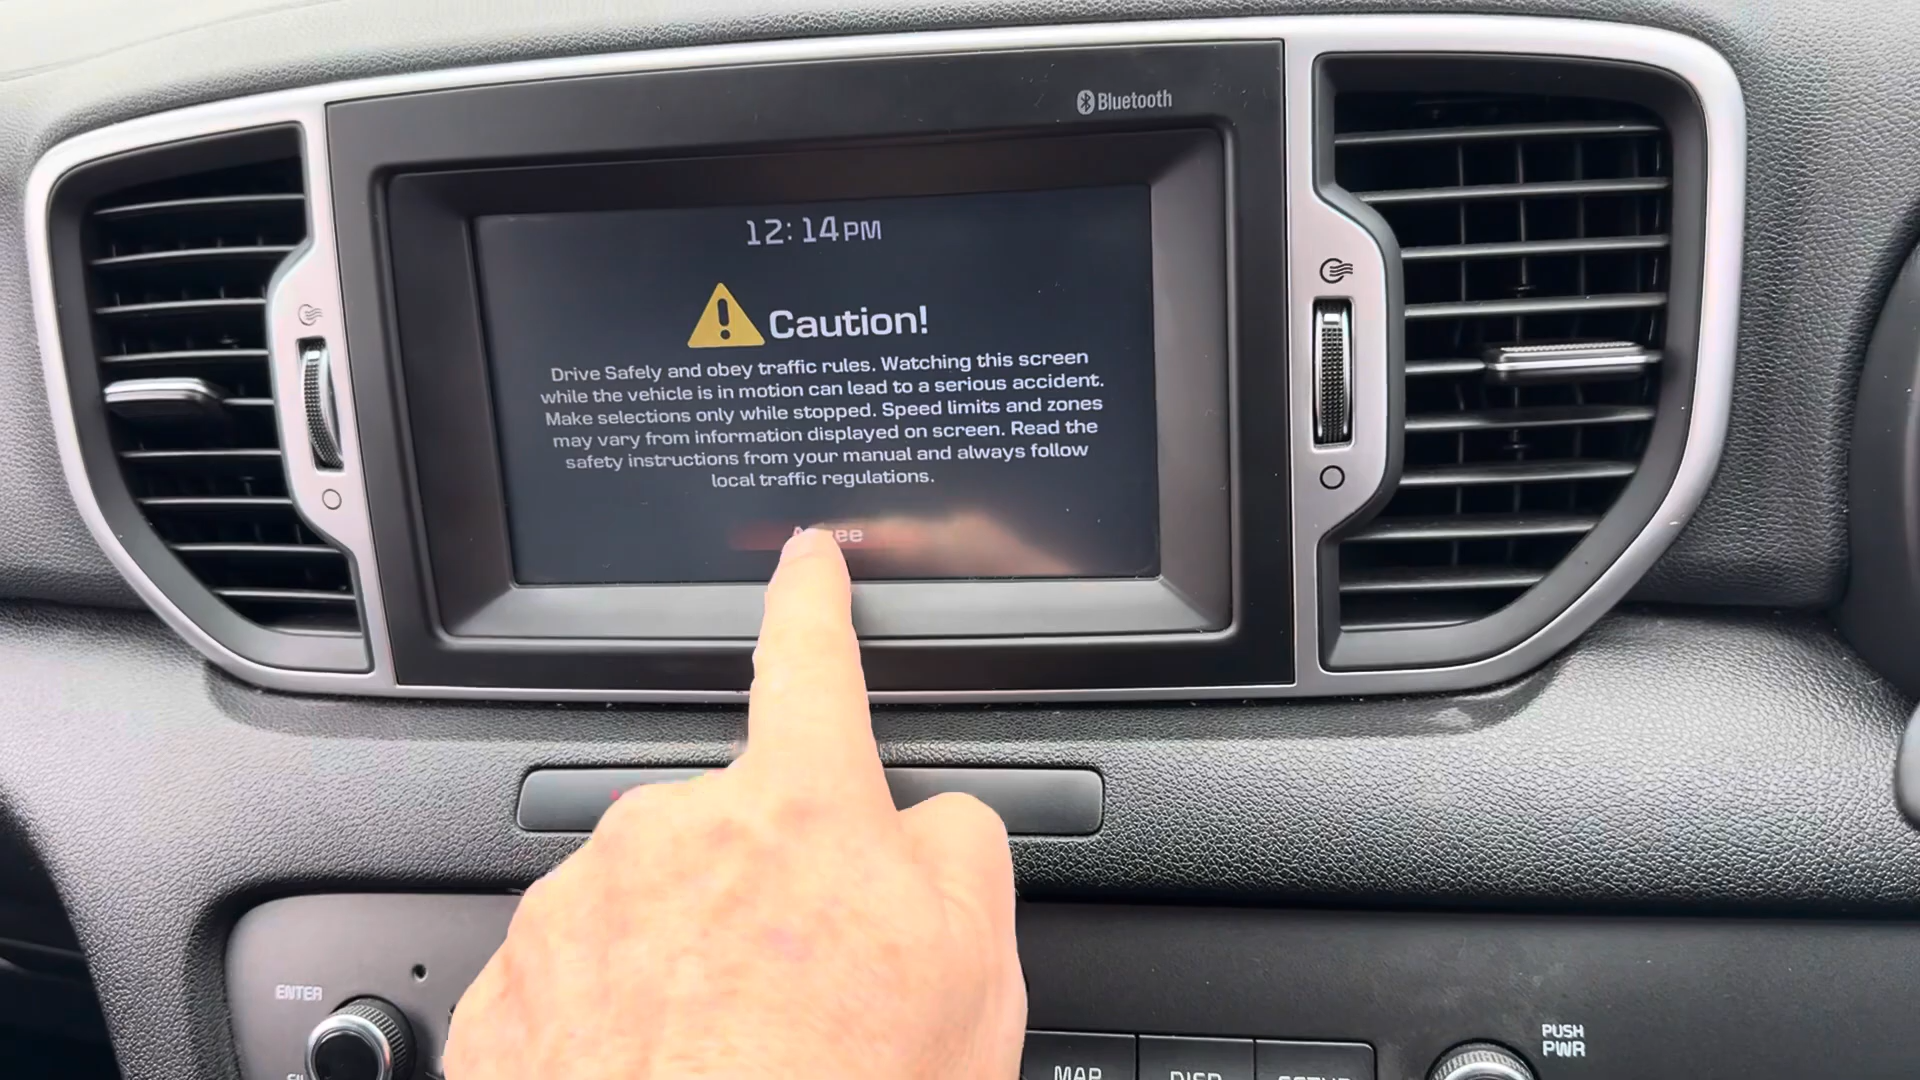 Bluetooth
12:14PM
Caution!
Drive Safely and obey traffic rules. Watching this screen
while the vehicle is in motion can lead to a serious accident.
Make selections only while stopped. Speed limits and zones
may vary from information displayed on screen. Read the
safety instructions from your manual and always follow
local traffic regulations.
ENTER
PUSH
PWR
MAP
DISP
SETUP